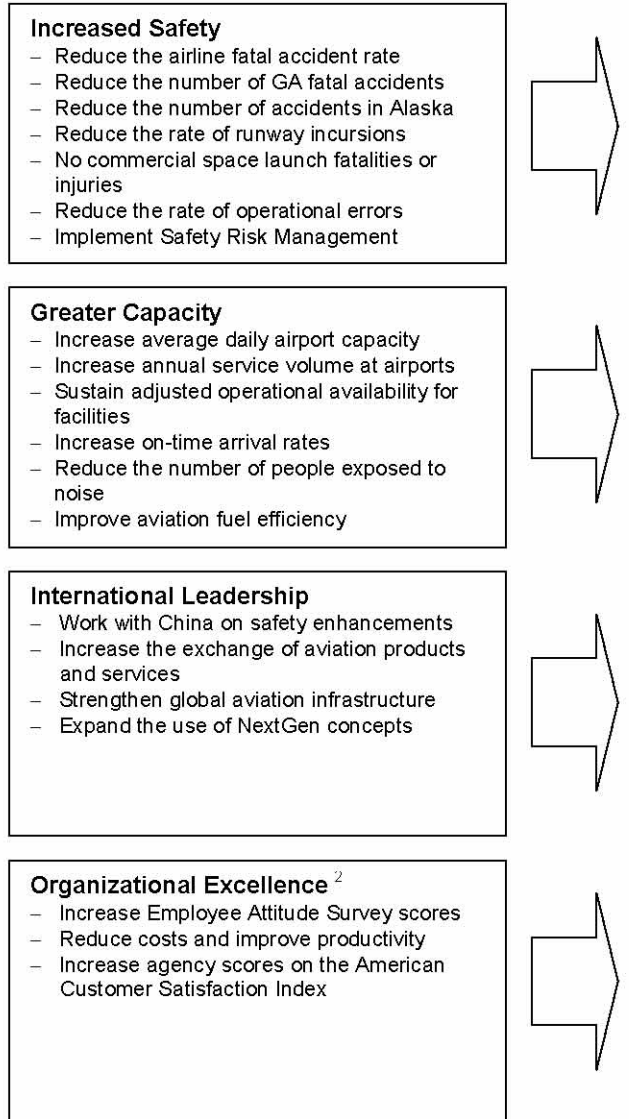 Increased Safety
– Reduce the airline fatal accident rate
– Reduce the number of GA fatal accidents
– Reduce the number of accidents in Alaska
– Reduce the rate of runway incursions
– No commercial space launch fatalities or
injuries
– Reduce the rate of operational errors
– Implement Safety Risk Management
Greater Capacity
– Increase average daily airport capacity
– Increase annual service volume at airports
– Sustain adjusted operational availability for
facilities
– Increase on-time arrival rates
– Reduce the number of people exposed to
noise
– Improve aviation fuel efficiency
International Leadership
– Work with China on safety enhancements
– Increase the exchange of aviation products
and services
– Strengthen global aviation infrastructure
– Expand the use of NextGen concepts
Organizational Excellence 2
– Increase Employee Attitude Survey scores
– Reduce costs and improve productivity
– Increase agency scores on the American
Customer Satisfaction Index